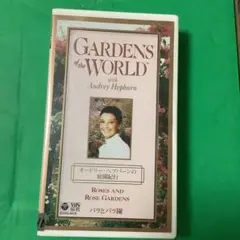 GARDENS
of the WORLD
with
Audrey Hepburn
オードリー・ヘプバーンの
庭園紀行
ROSES AND
ROSE GARDENS
バラとバラ園
VHS